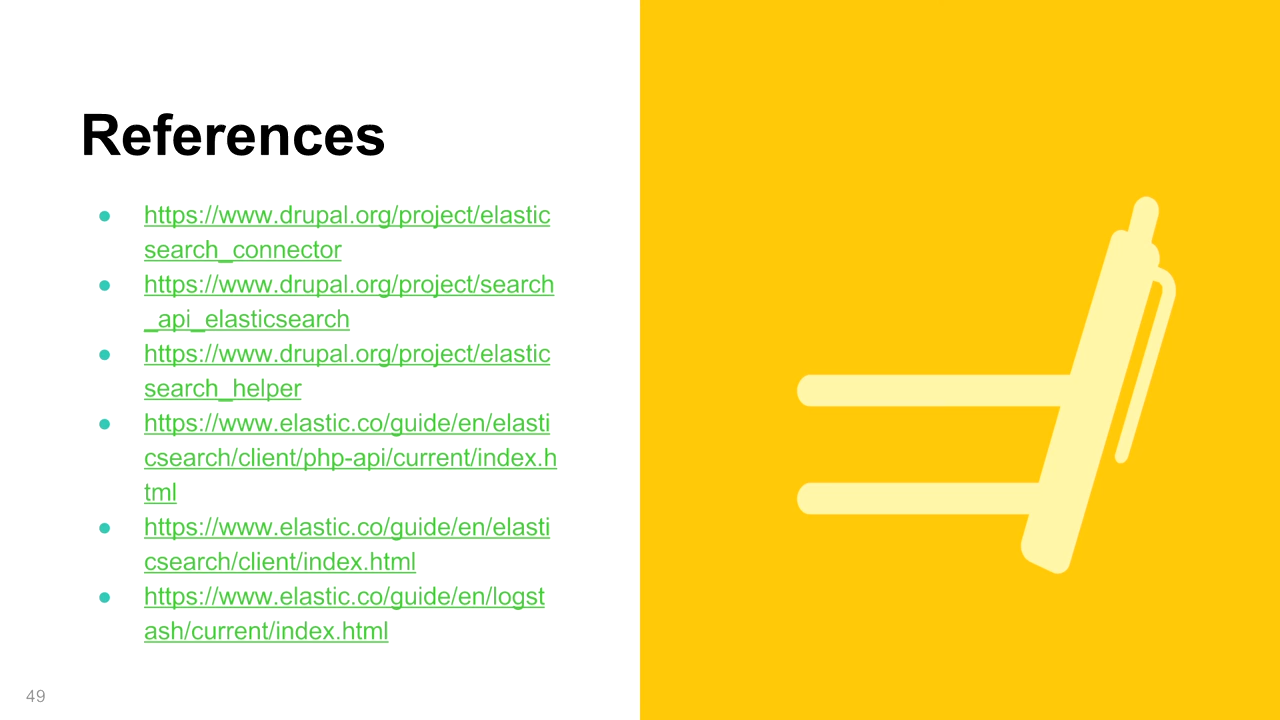 References
● https://www.drupal.org/project/elastic
search_connector
● https://www.drupal.org/project/search
_api_elasticsearch
● https://www.drupal.org/project/elastic
search_helper
● https://www.elastic.co/guide/en/elasti
csearch/client/php-api/current/index.h
tml
● https://www.elastic.co/guide/en/elasti
csearch/client/index.html
● https://www.elastic.co/guide/en/logst
ash/current/index.html
49